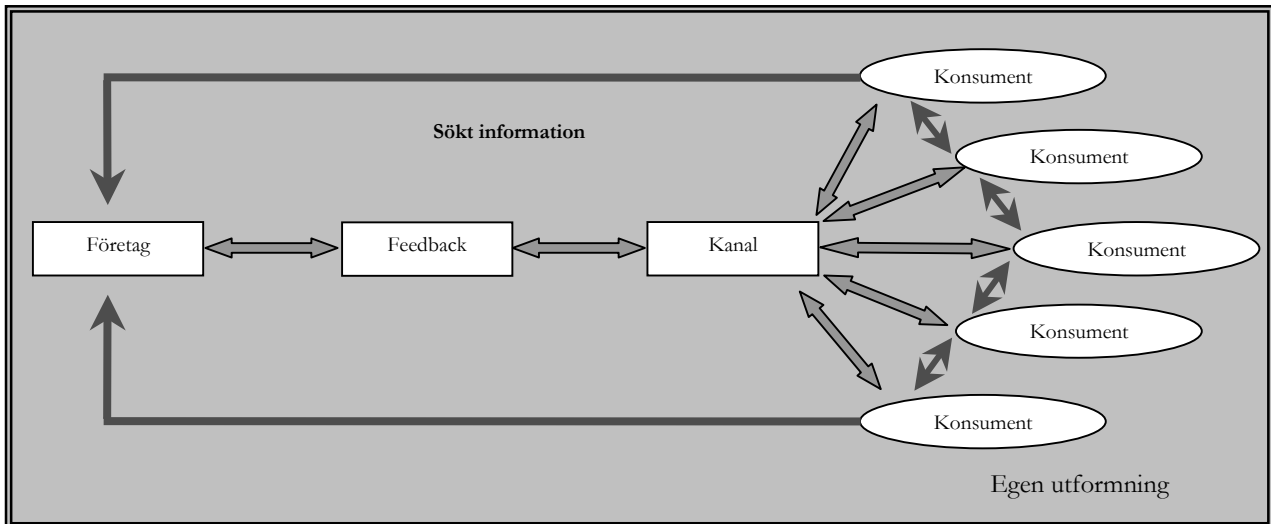 Konsument
Sökt information
Konsument
Företag
Feedback
Kanal
Konsument
Konsument
Konsument
Egen utformning